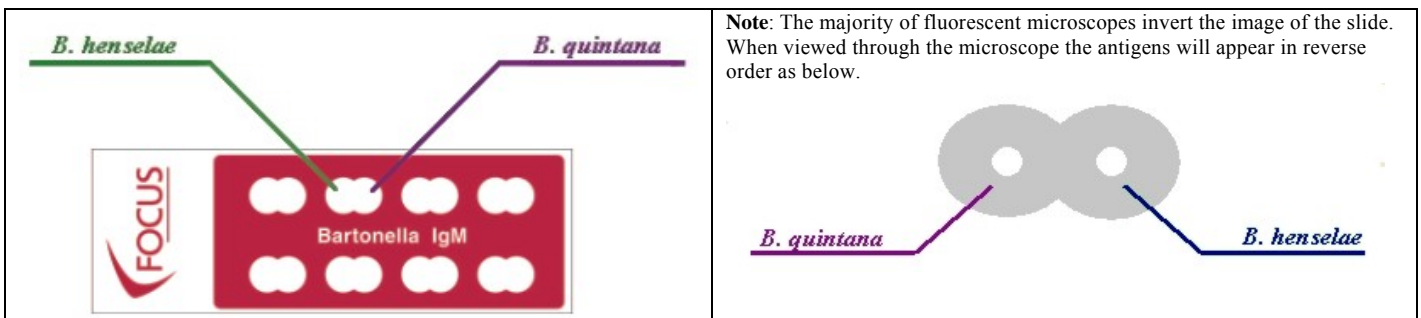 B. henselae
B. quintana
FOCUS
Bartonella IgM
Note: The majority of fluorescent microscopes invert the image of the slide.
When viewed through the microscope the antigens will appear in reverse
order as below.
B. quintana
B. henselae